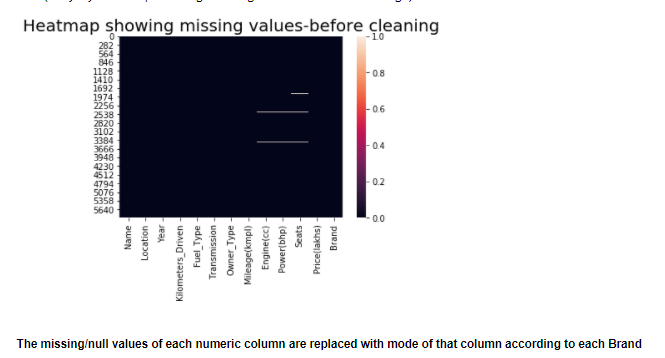 Heatmap showing missing values-before cleaning
0
282
564
846
1128
1410
1692
1974
2256
2538
2820
3102
3384
3666
3948
4230
4512
4794
5076
5358
5640
1.0
0.8
0.6
0.4
0.2
0.0
Name
Location
Year
Kilometers_Driven
Fuel_Type
Transmission
Owner_Type
Mileage(kmpl)
Engine(cc)
Power(bhp)
Seats
Price(lakhs)
Brand
The missing/null values of each numeric column are replaced with mode of that column according to each Brand